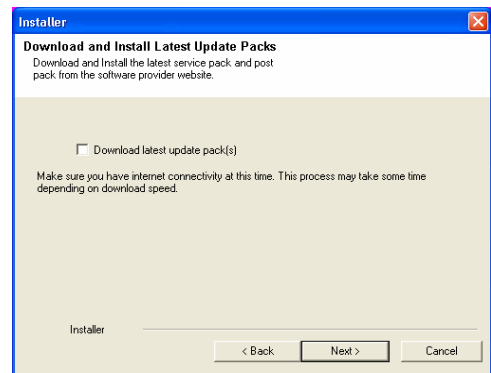 Installer
Download and Install Latest Update Packs
Download and Install the latest service pack and post
pack from the software provider website.
Download latest update pack(s)
Make sure you have internet connectivity at this time. This process may take some time
depending on download speed.
Installer
< Back
Next >
Cancel